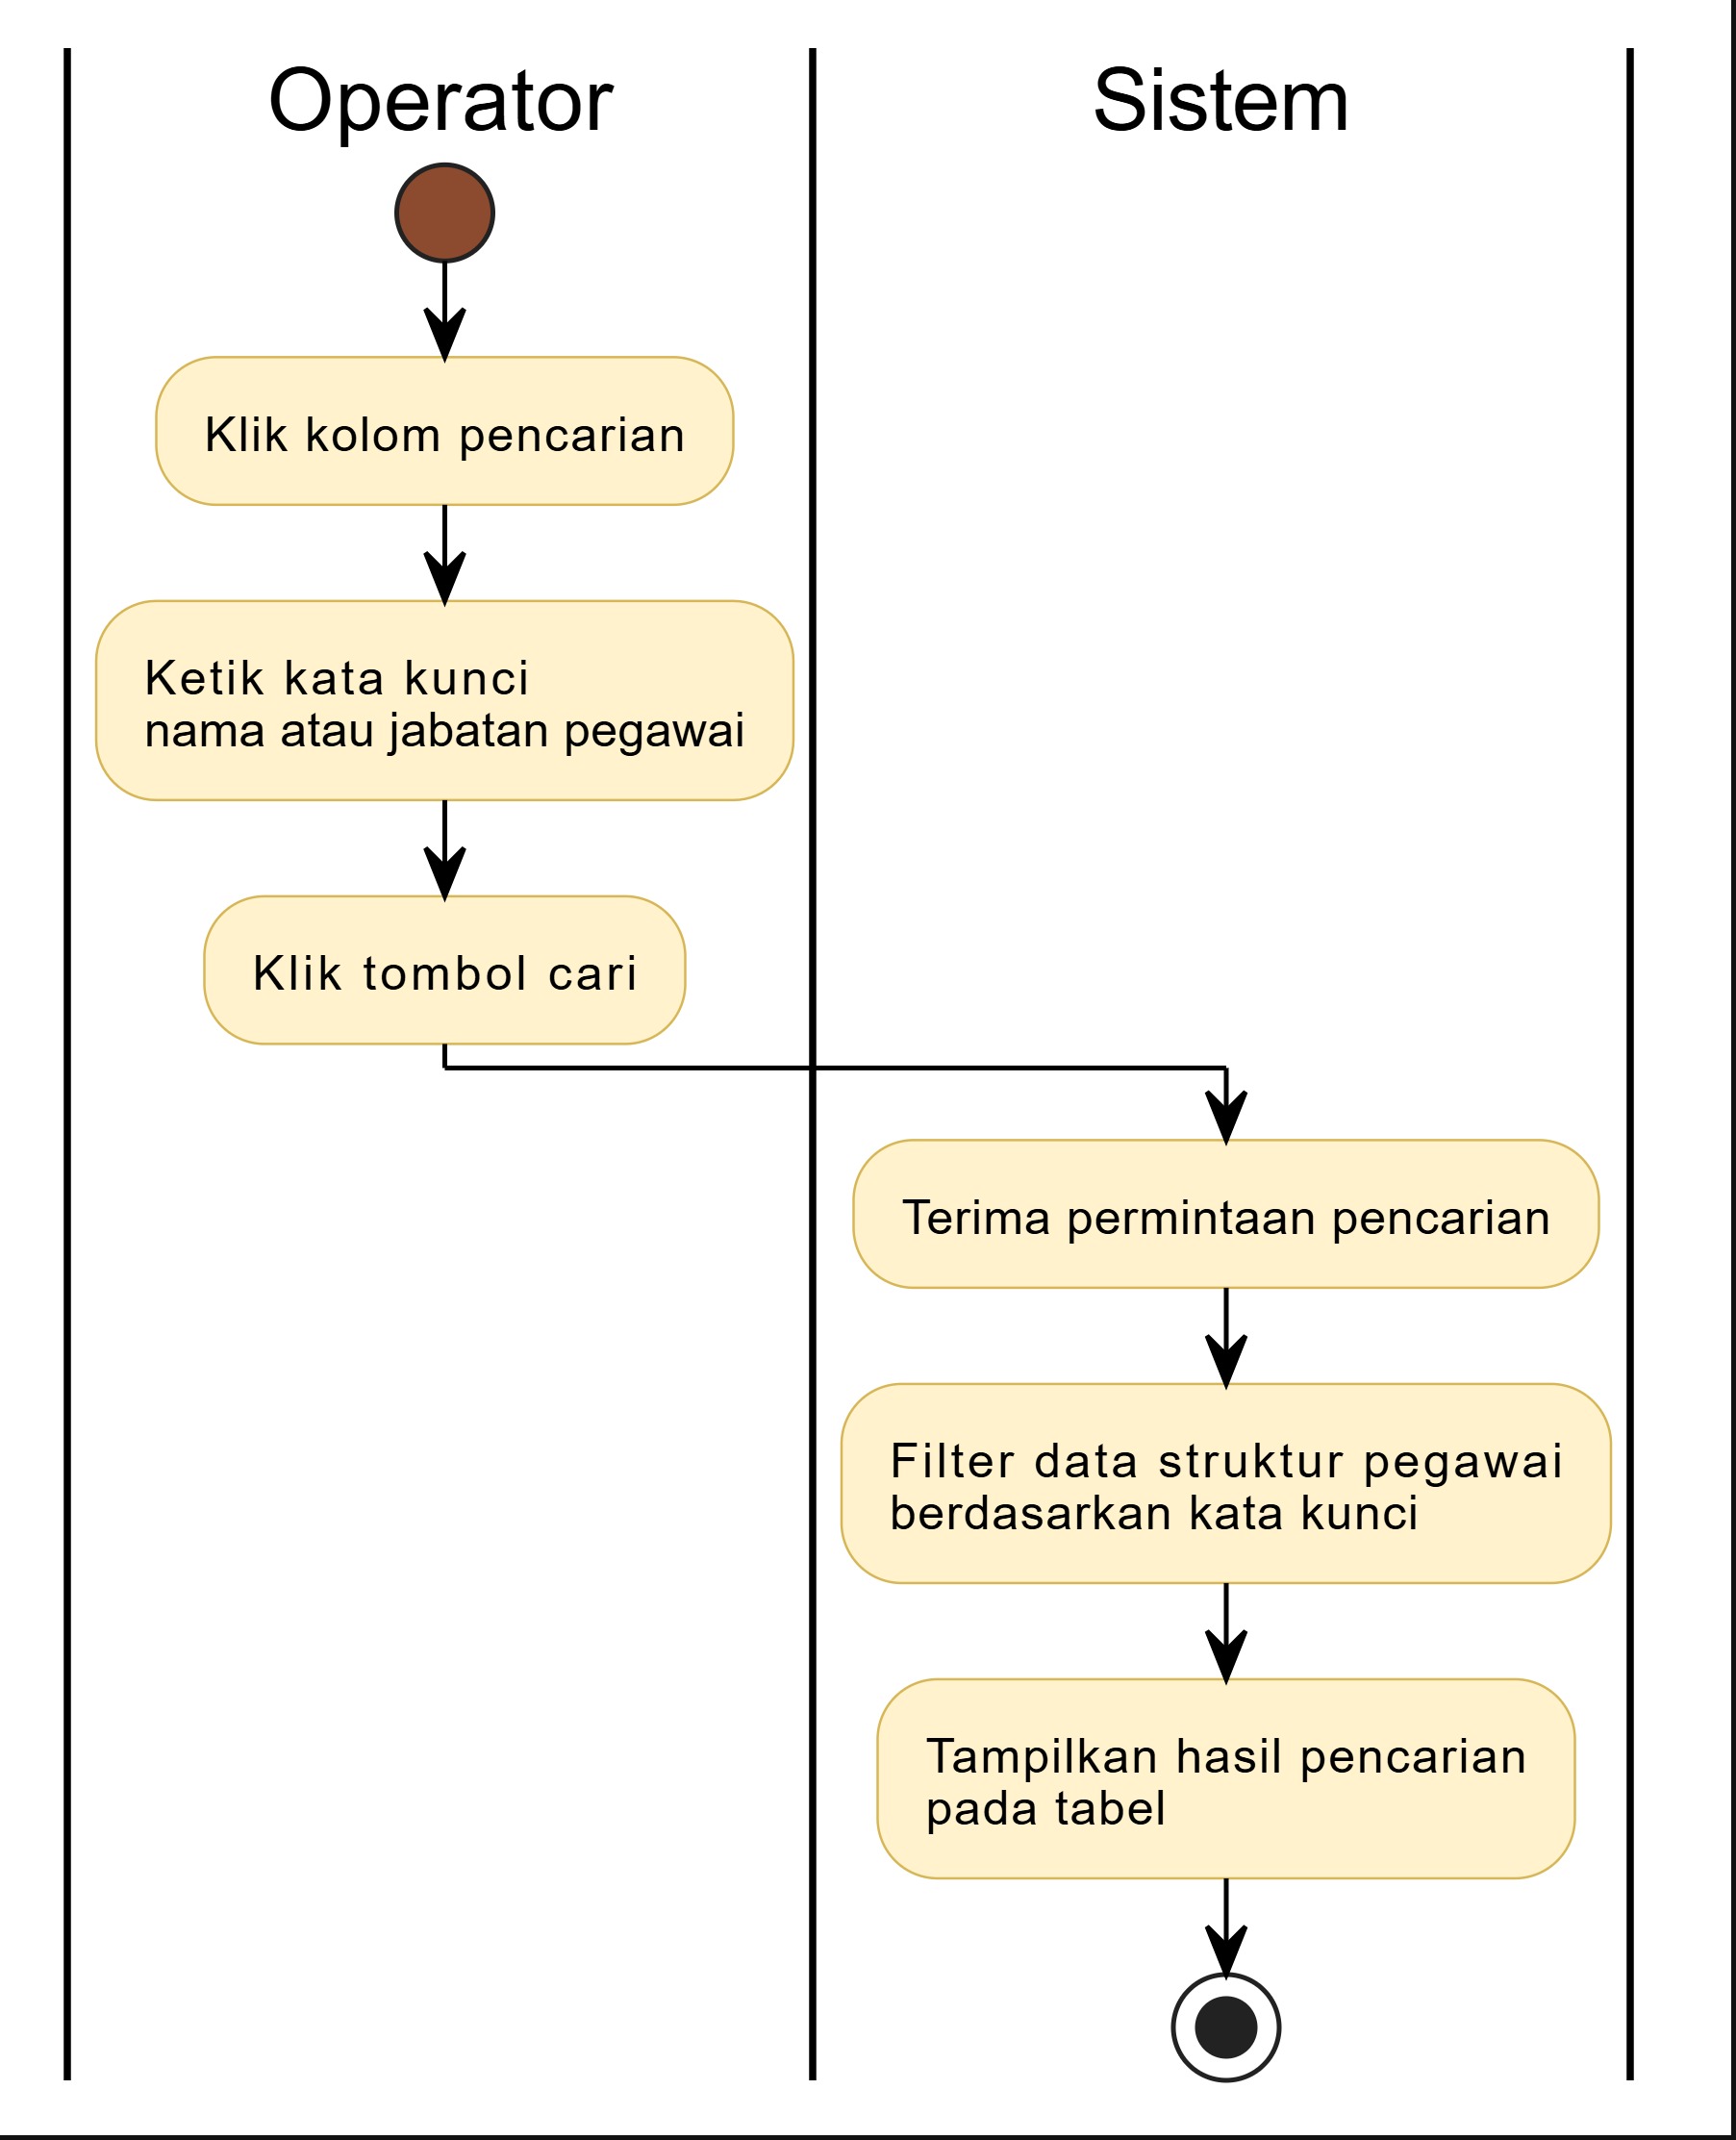 Operator
Sistem
Klik kolom pencarian
Ketik kata kunci
nama atau jabatan pegawai
Klik tombol cari
Terima permintaan pencarian
Filter data struktur pegawai
berdasarkan kata kunci
Tampilkan hasil pencarian
pada tabel